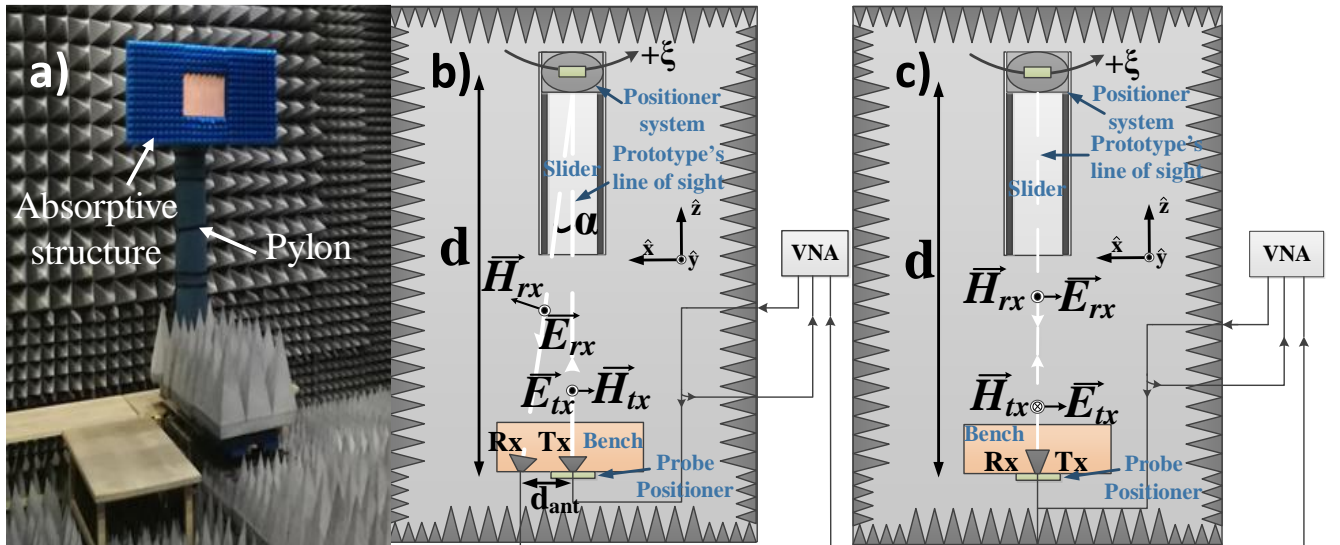 a)
Absorptive
structure
Pylon
b)
+ξ
d
Positioner
system
Slider
Prototype's
line of sight
α
ẑ
x̂
ŷ
VNA
H̅rx
E̅rx
E̅tx
H̅tx
Rx Tx Bench
dant
Probe
Positioner
c)
+ξ
d
Positioner
system
Prototype's
line of sight
Slider
ẑ
x̂
ŷ
VNA
H̅rx E̅rx
H̅tx E̅tx
Bench
Rx Tx
Probe
Positioner